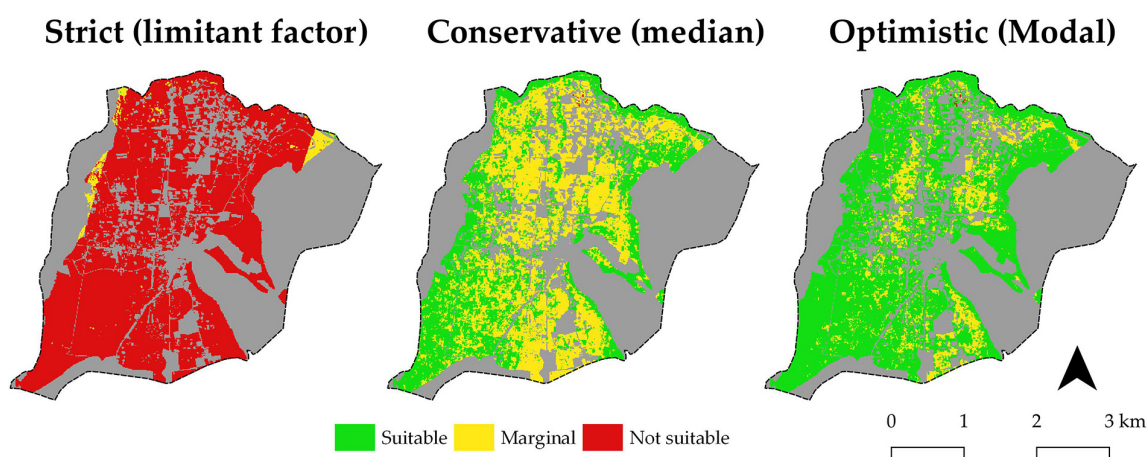 Strict (limitant factor) Conservative (median) Optimistic (Modal)
Suitable Marginal Not suitable
0 1 2 3 km